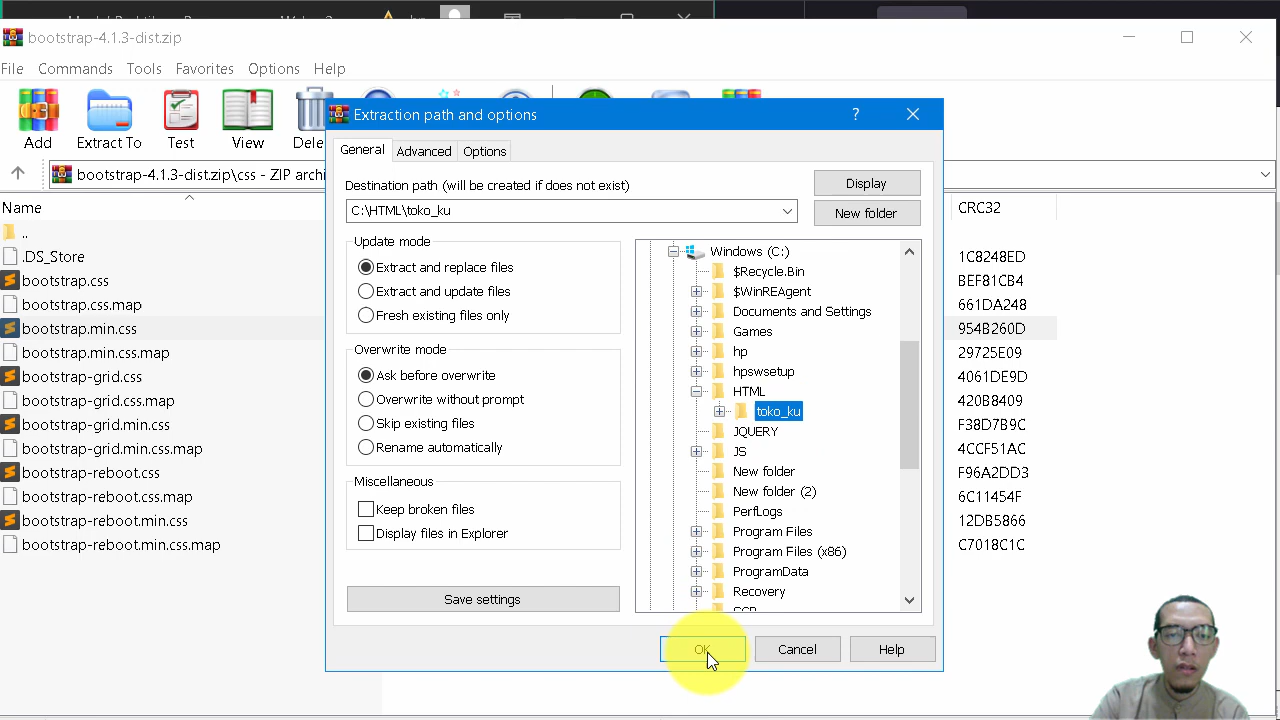 bootstrap-4.1.3-dist.zip
File Commands Tools Favorites Options Help
Add Extract To Test View Dele
bootstrap-4.1.3-dist.zip\css - ZIP archi
Name
CRC32
..
.DS_Store 1C8248ED
bootstrap.css BEF81CB4
bootstrap.css.map 661DA248
bootstrap.min.css 954B260D
bootstrap.min.css.map 29725E09
bootstrap-grid.css 4061DE9D
bootstrap-grid.css.map 420B8409
bootstrap-grid.min.css F38D7B9C
bootstrap-grid.min.css.map 4CCF51AC
bootstrap-reboot.css F96A2DD3
bootstrap-reboot.css.map 6C11454F
bootstrap-reboot.min.css 12DB5866
bootstrap-reboot.min.css.map C7018C1C
Extraction path and options ?
General Advanced Options
Destination path (will be created if does not exist)
Display
C:\HTML\toko_ku
New folder
Update mode
Extract and replace files
Extract and update files
Fresh existing files only
Overwrite mode
Ask before overwrite
Overwrite without prompt
Skip existing files
Rename automatically
Miscellaneous
Keep broken files
Display files in Explorer
Save settings
Windows (C:)
$Recycle.Bin
$WinREAgent
Documents and Settings
Games
hp
hpswsetup
HTML
toko_ku
JQUERY
JS
New folder
New folder (2)
PerfLogs
Program Files
Program Files (x86)
ProgramData
Recovery
OK Cancel Help